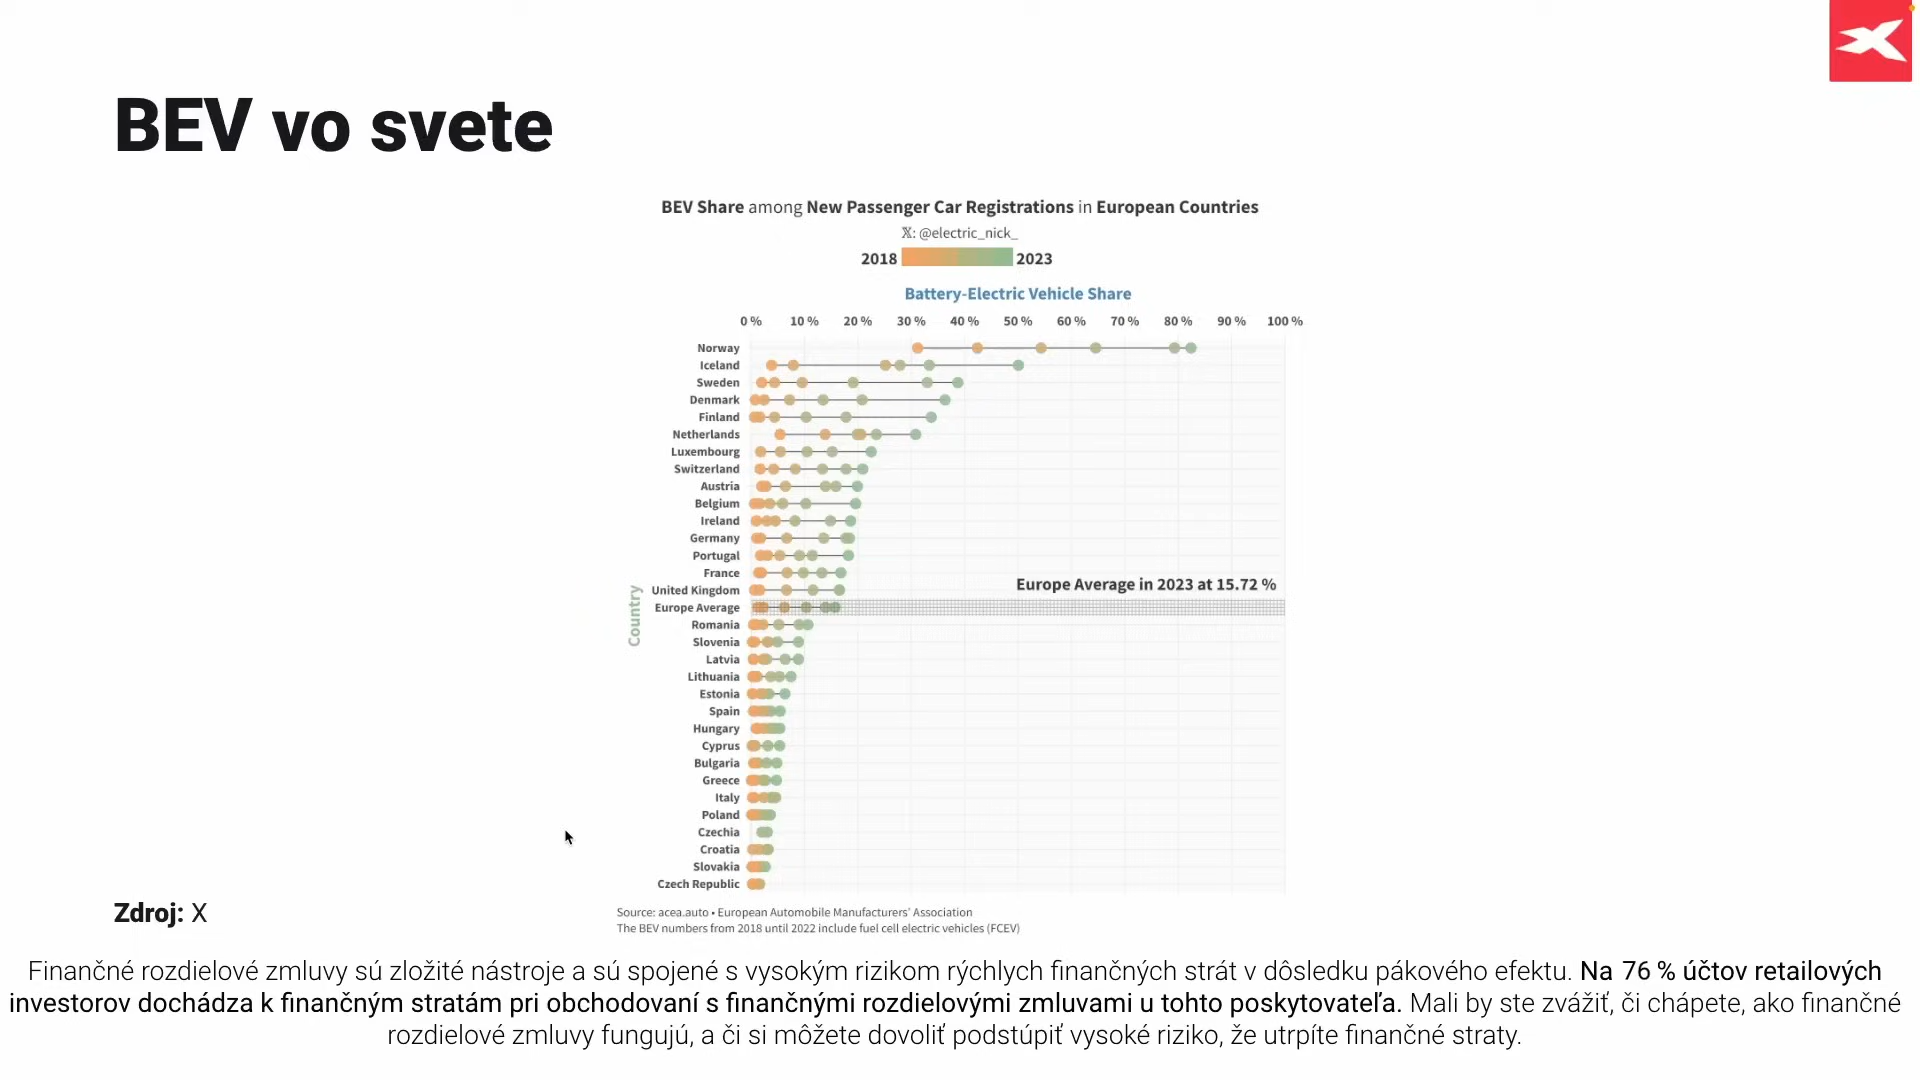 BEV vo svete
BEV Share among New Passenger Car Registrations in European Countries
𝕏: @electric_nick_
2018 2023
Battery-Electric Vehicle Share
0 % 10 % 20 % 30 % 40 % 50 % 60 % 70 % 80 % 90 % 100 %
Norway
Iceland
Sweden
Denmark
Finland
Netherlands
Luxembourg
Switzerland
Austria
Belgium
Ireland
Germany
Portugal
France
Europe Average in 2023 at 15.72 %
United Kingdom
Country
Europe Average
Romania
Slovenia
Latvia
Lithuania
Estonia
Spain
Hungary
Cyprus
Bulgaria
Greece
Italy
Poland
Czechia
Croatia
Slovakia
Czech Republic
Zdroj: X
Source: acea.auto • European Automobile Manufacturers' Association
The BEV numbers from 2018 until 2022 include fuel cell electric vehicles (FCEV)
Finančné rozdielové zmluvy sú zložité nástroje a sú spojené s vysokým rizikom rýchlych finančných strát v dôsledku pákového efektu. Na 76 % účtov retailových
investorov dochádza k finančným stratám pri obchodovaní s finančnými rozdielovými zmluvami u tohto poskytovateľa. Mali by ste zvážiť, či chápete, ako finančné
rozdielové zmluvy fungujú, a či si môžete dovoliť podstúpiť vysoké riziko, že utrpíte finančné straty.